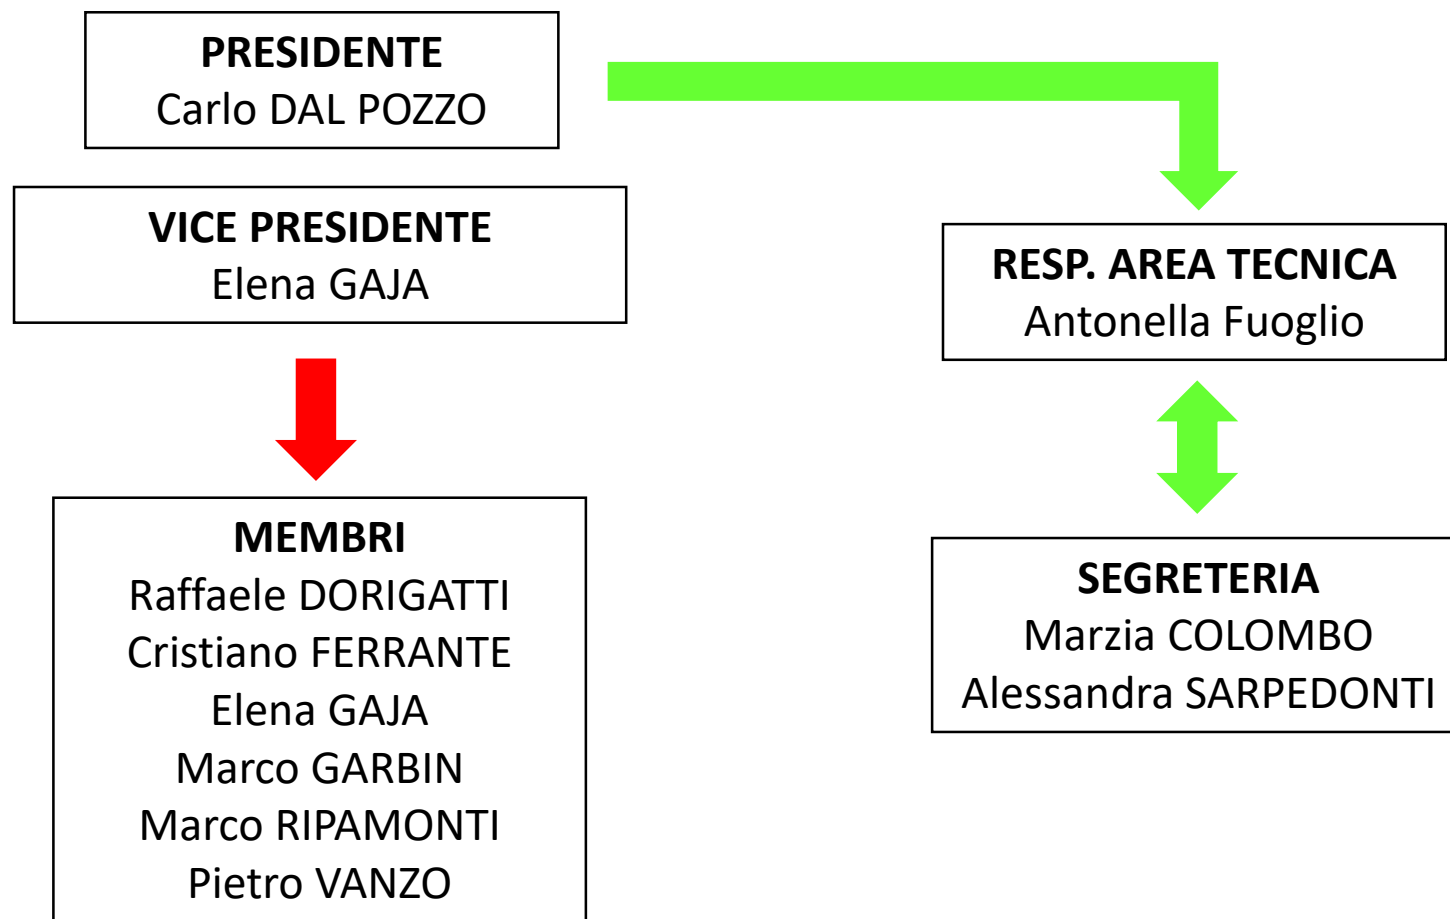 PRESIDENTE
Carlo DAL POZZO
VICE PRESIDENTE
Elena GAJA
RESP. AREA TECNICA
Antonella Fuoglio
MEMBRI
Raffaele DORIGATTI
Cristiano FERRANTE
Elena GAJA
Marco GARBIN
Marco RIPAMONTI
Pietro VANZO
SEGRETERIA
Marzia COLOMBO
Alessandra SARPEDONTI